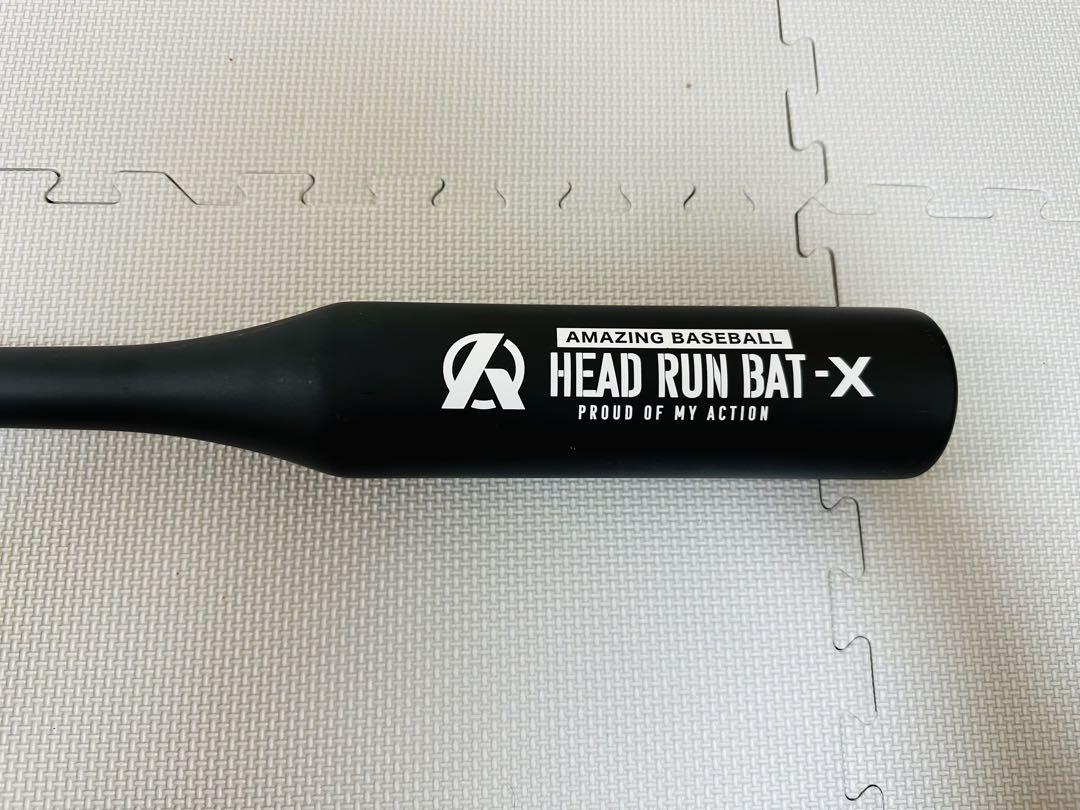 AMAZING BASEBALL
HEAD RUN BAT-X
PROUD OF MY ACTION